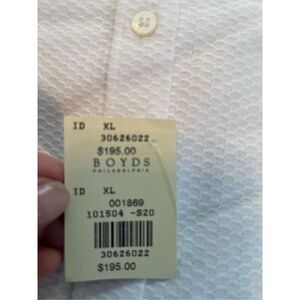 ID XL
30626022
$195.00
BOYDS
PHILADELPHIA
ID XL
001869
101504 -S20
30626022
$195.00